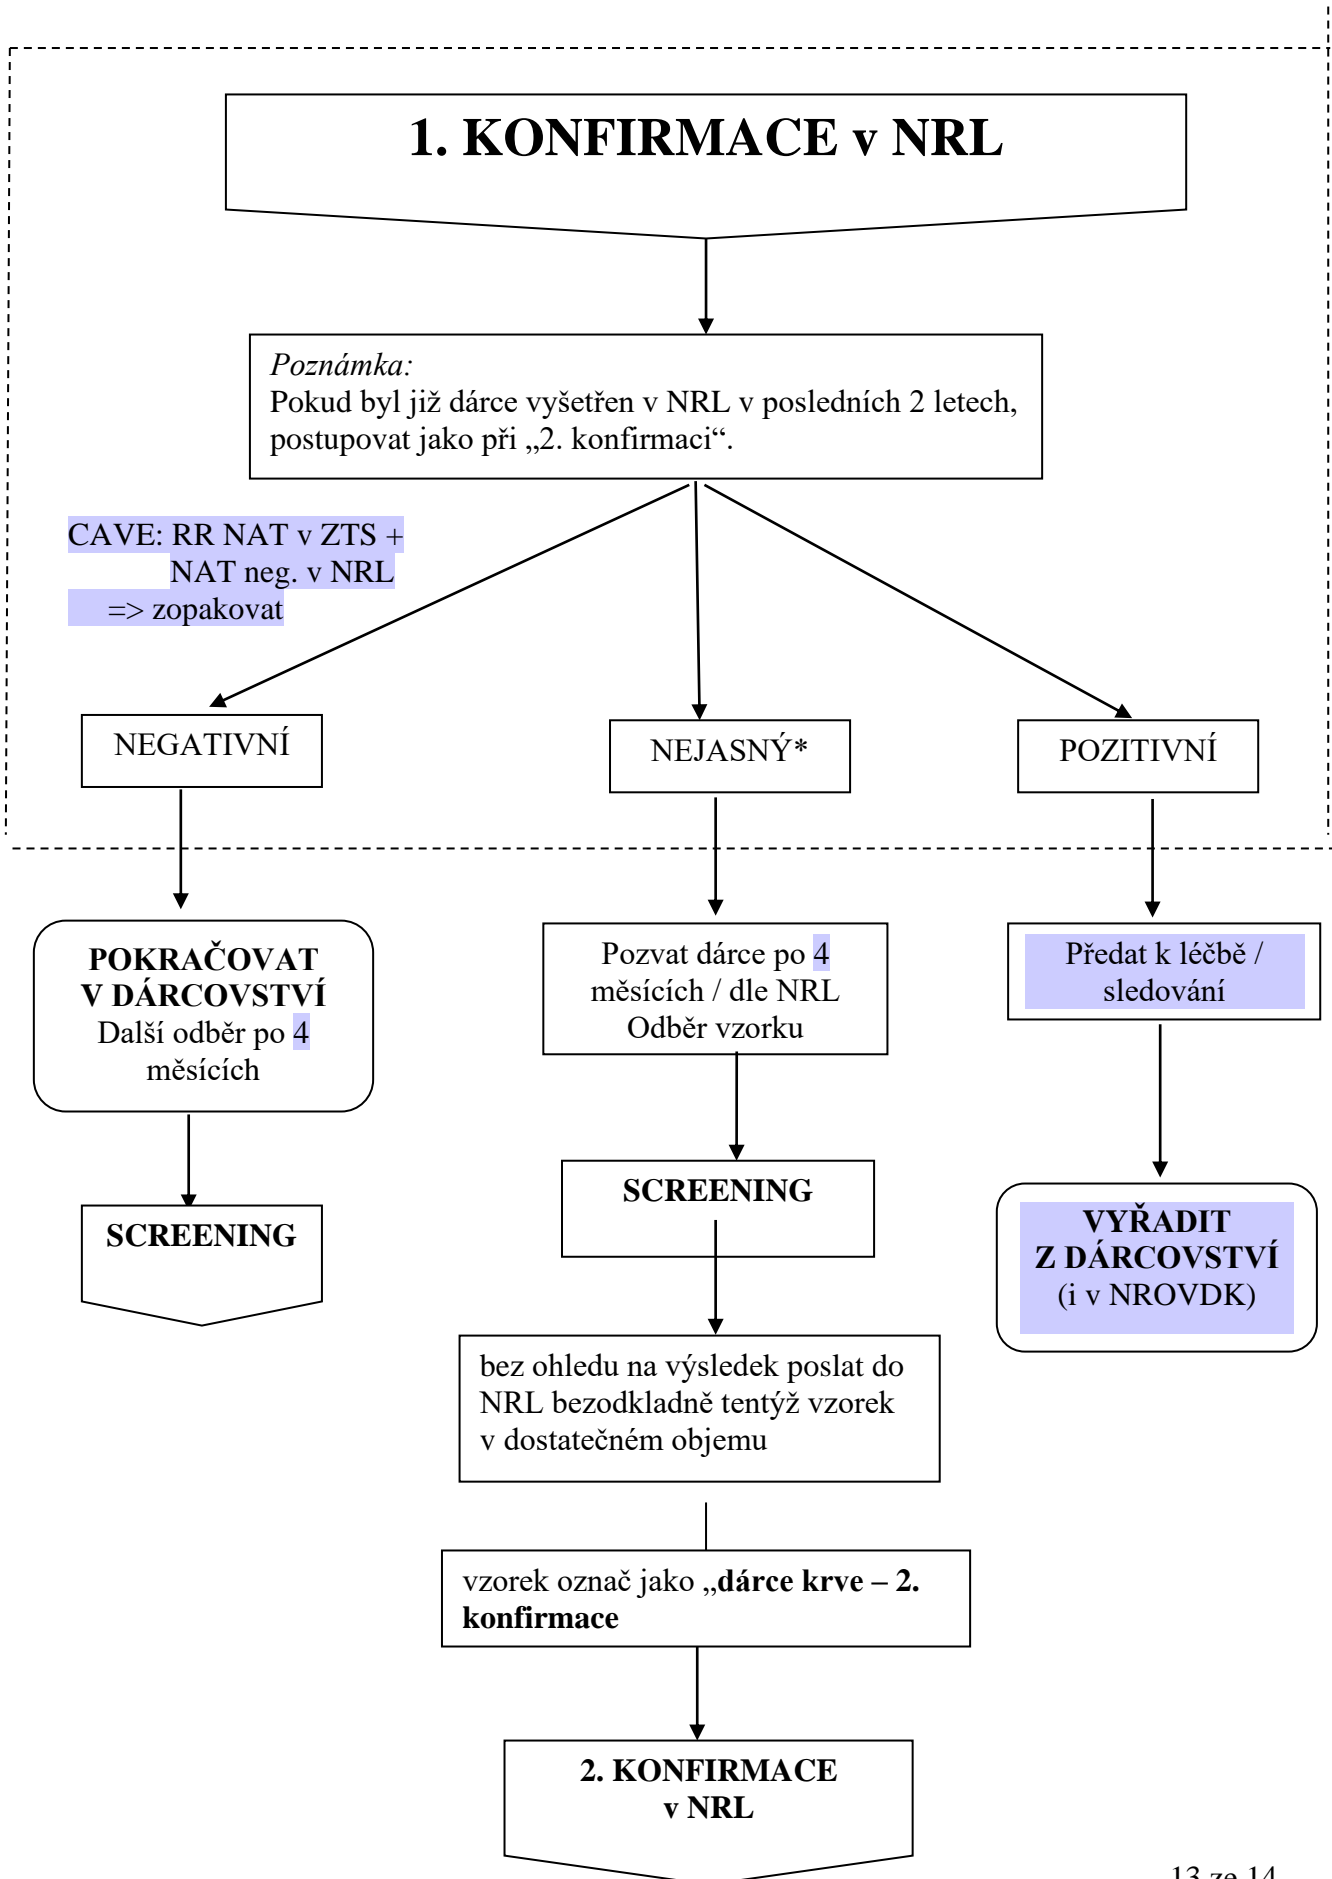 1. KONFIRMACE v NRL
Poznámka:
Pokud byl již dárce vyšetřen v NRL v posledních 2 letech,
postupovat jako při „2. konfirmaci“.
CAVE: RR NAT v ZTS +
NAT neg. v NRL
=> zopakovat
NEGATIVNÍ
NEJASNÝ*
POZITIVNÍ
POKRAČOVAT
V DÁRCOVSTVÍ
Další odběr po 4
měsících
Pozvat dárce po 4
měsících / dle NRL
Odběr vzorku
Předat k léčbě /
sledování
SCREENING
SCREENING
VYŘADIT
Z DÁRCOVSTVÍ
(i v NROVDK)
bez ohledu na výsledek poslat do
NRL bezodkladně tentýž vzorek
v dostatečném objemu
vzorek označ jako „dárce krve – 2.
konfirmace
2. KONFIRMACE
v NRL
13 ze 14